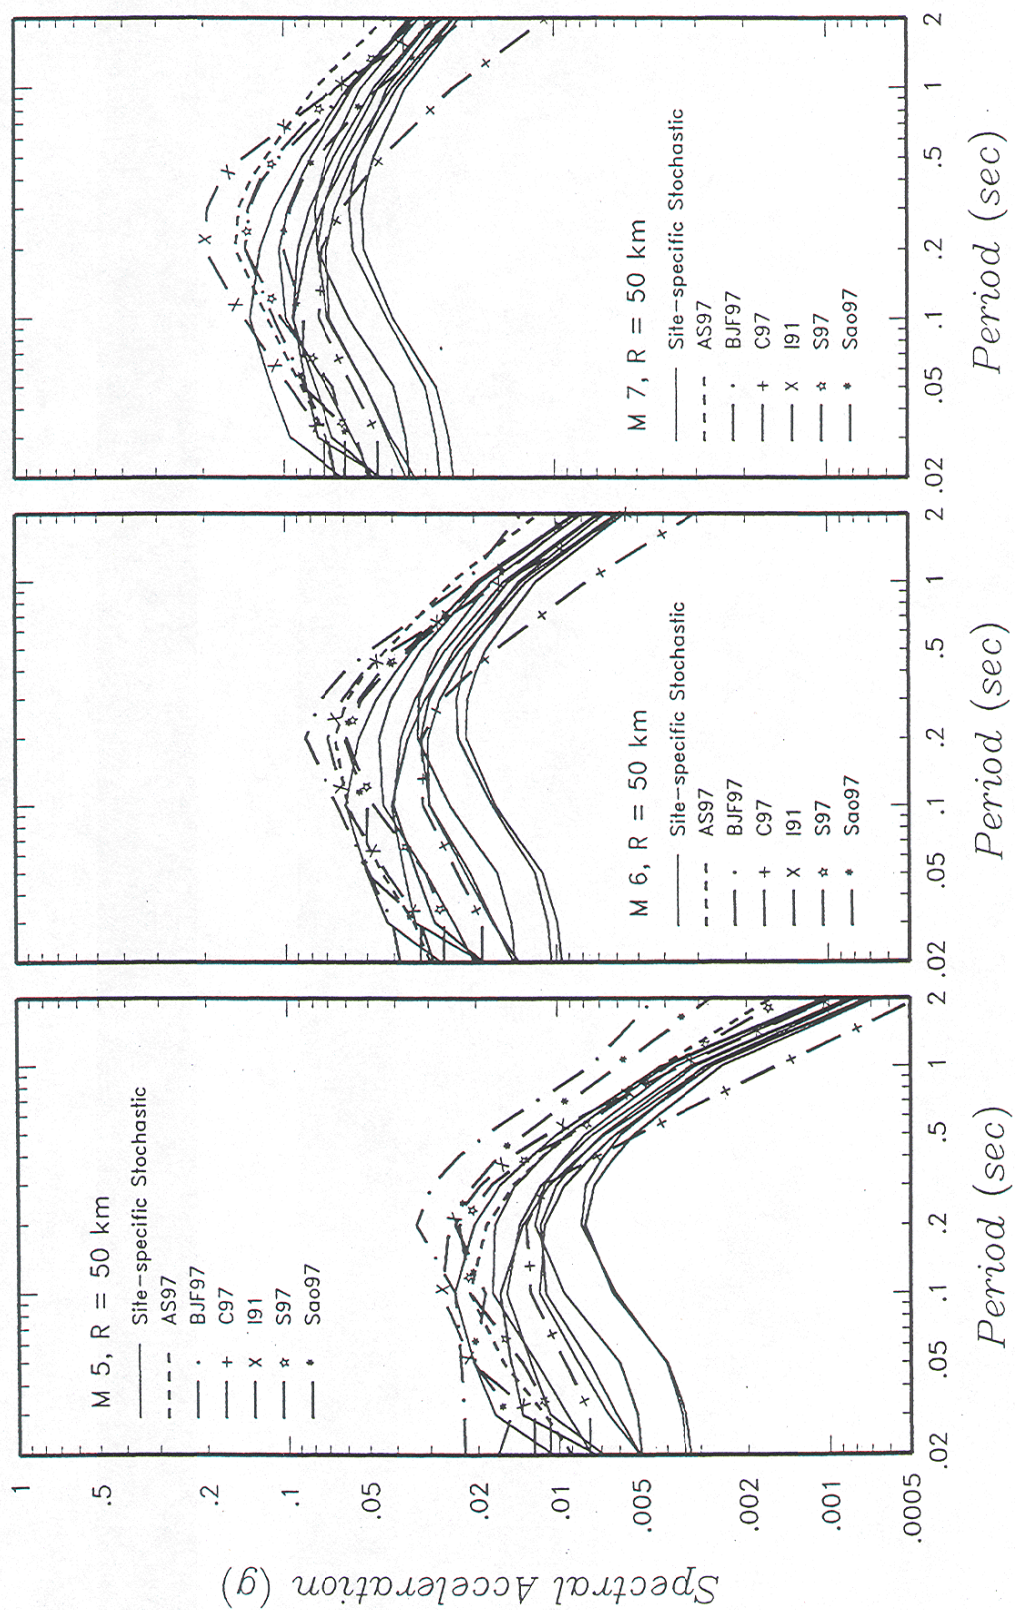 Spectral Acceleration (g)
1
.5
.2
.1
.05
.02
.01
.005
.002
.001
.0005
M 5, R = 50 km
Site-specific Stochastic
AS97
BJF97
C97
I91
S97
Sao97
.02
.05
.1
.2
.5
1
2
Period (sec)
M 6, R = 50 km
Site-specific Stochastic
AS97
BJF97
C97
I91
S97
Sao97
.02
.05
.1
.2
.5
1
2
Period (sec)
M 7, R = 50 km
Site-specific Stochastic
AS97
BJF97
C97
I91
S97
Sao97
.02
.05
.1
.2
.5
1
2
Period (sec)